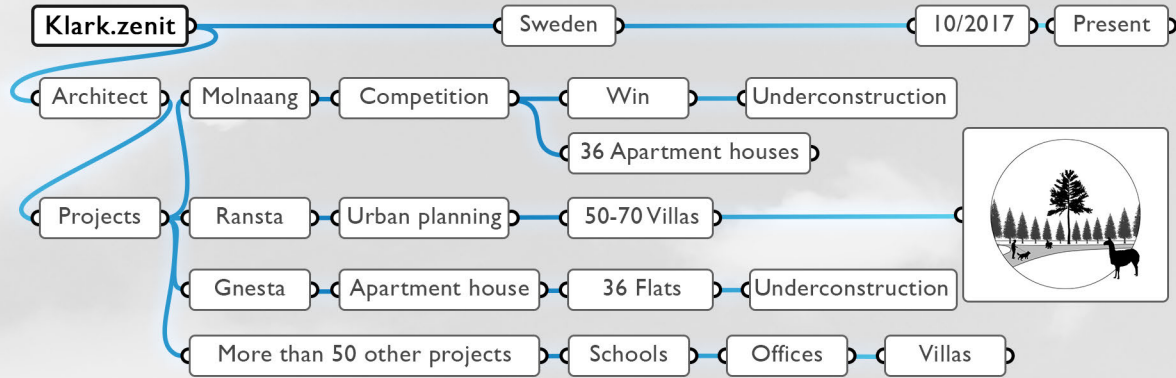 Klark.zenit Sweden 10/2017 Present
Architect Molnaang Competition Win Underconstruction
36 Apartment houses
Projects Ransta Urban planning 50-70 Villas
Gnesta Apartment house 36 Flats Underconstruction
More than 50 other projects Schools Offices Villas